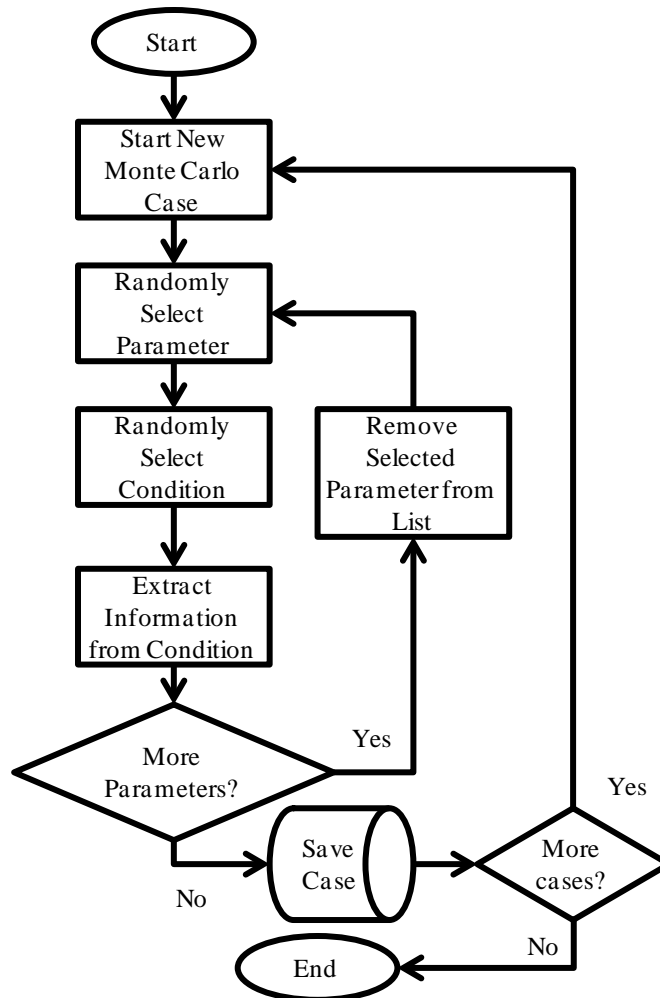 Start
Start New
Monte Carlo
Case
Randomly
Select
Parameter
Randomly
Select
Condition
Remove
Selected
Parameter from
List
Extract
Information
from Condition
More
Parameters?
Yes
No
Save
Case
More
cases?
Yes
No
End